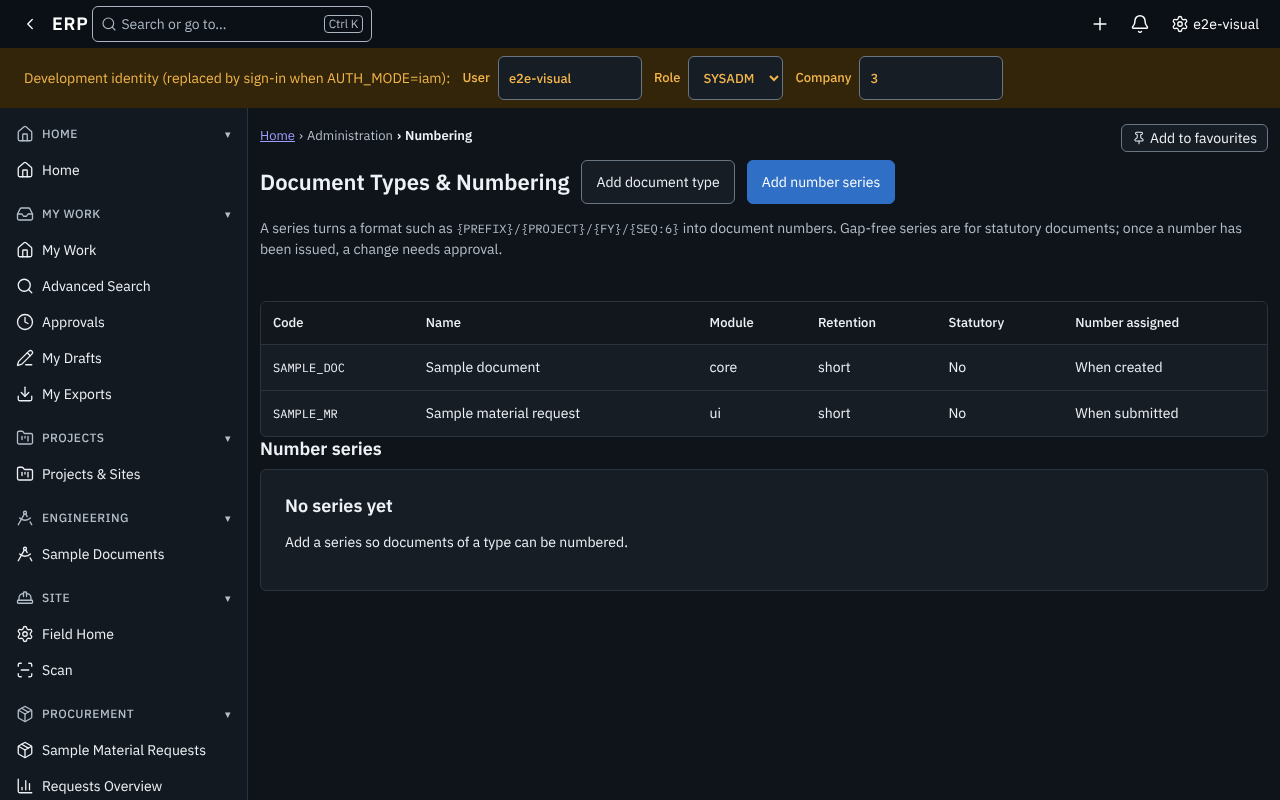 ERP
Search or go to...
Ctrl K
e2e-visual
Development identity (replaced by sign-in when AUTH_MODE=iam):
User
e2e-visual
Role
SYSADM
Company
3
HOME
Home
MY WORK
My Work
Advanced Search
Approvals
My Drafts
My Exports
PROJECTS
Projects & Sites
ENGINEERING
Sample Documents
SITE
Field Home
Scan
PROCUREMENT
Sample Material Requests
Requests Overview
Home › Administration › Numbering
Add to favourites
Document Types & Numbering
Add document type
Add number series
A series turns a format such as {PREFIX}/{PROJECT}/{FY}/{SEQ:6} into document numbers. Gap-free series are for statutory documents; once a number has
been issued, a change needs approval.
Code Name Module Retention Statutory Number assigned
SAMPLE_DOC Sample document core short No When created
SAMPLE_MR Sample material request ui short No When submitted
Number series
No series yet
Add a series so documents of a type can be numbered.